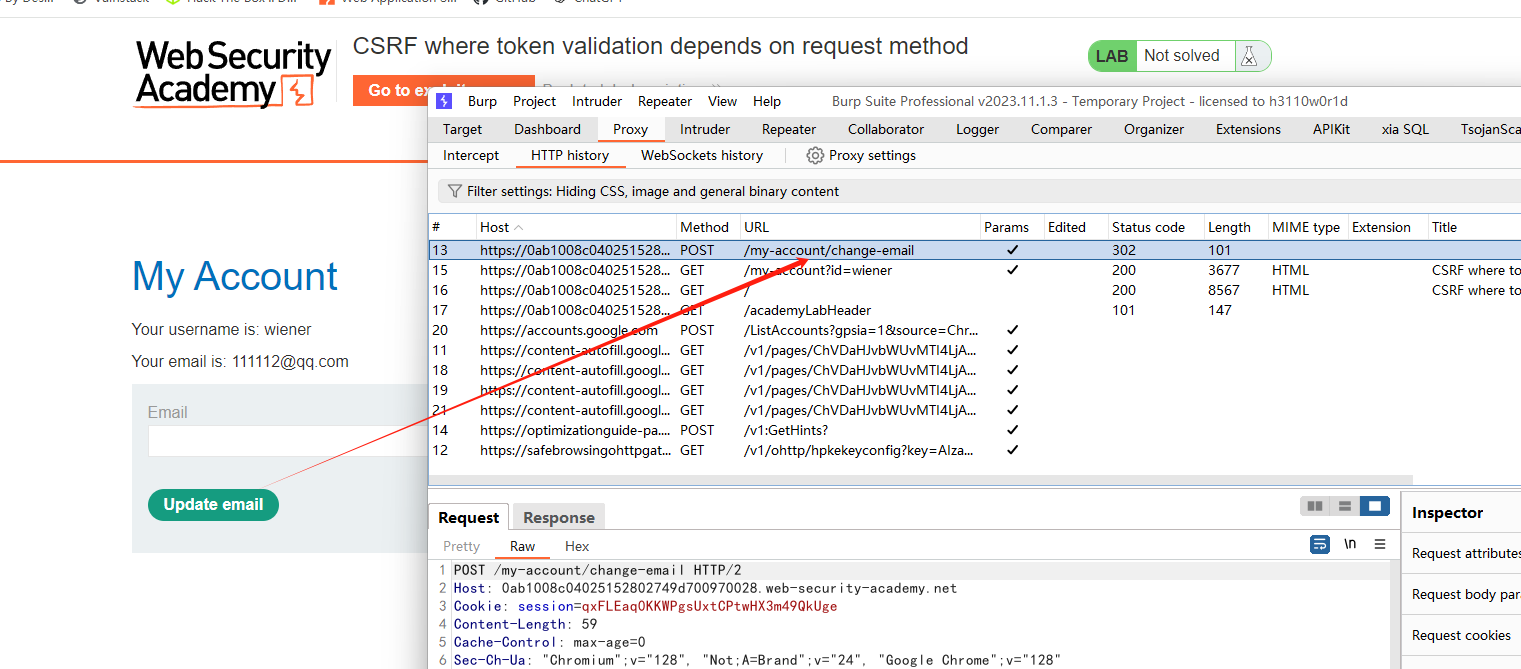 Hack The Box
GitHub
ChatGPT
Web Security
Academy
CSRF where token validation depends on request method
LAB Not solved
Go to
My Account
Your username is: wiener
Your email is: 111112@qq.com
Email
Update email
Burp Project Intruder Repeater View Help Burp Suite Professional v2023.11.1.3 - Temporary Project - licensed to h3110w0r1d
Target Dashboard Proxy Intruder Repeater Collaborator Logger Comparer Organizer Extensions APIKit xia SQL TsojanSca
Intercept HTTP history WebSockets history Proxy settings
Filter settings: Hiding CSS, image and general binary content
# Host Method URL Params Edited Status code Length MIME type Extension Title
13 https://0ab1008c040251528... POST /my-account/change-email ✓ 302 101
15 https://0ab1008c040251528... GET /my-account?id=wiener ✓ 200 3677 HTML CSRF where to
16 https://0ab1008c040251528... GET / 200 8567 HTML CSRF where to
17 https://0ab1008c040251528... GET /academyLabHeader 101 147
20 https://accounts.google.com POST /ListAccounts?gpsia=1&source=Chr... ✓
11 https://content-autofill.googl... GET /v1/pages/ChVDaHJvbWUvMTI4LjA... ✓
18 https://content-autofill.googl... GET /v1/pages/ChVDaHJvbWUvMTI4LjA... ✓
19 https://content-autofill.googl... GET /v1/pages/ChVDaHJvbWUvMTI4LjA... ✓
21 https://content-autofill.googl... GET /v1/pages/ChVDaHJvbWUvMTI4LjA... ✓
14 https://optimizationguide-pa.... POST /v1:GetHints? ✓
12 https://safebrowsingohttpgat... GET /v1/ohttp/hpkekeyconfig?key=AIza... ✓
Request Response
Pretty Raw Hex \n
1 POST /my-account/change-email HTTP/2
2 Host: 0ab1008c04025152802749d700970028.web-security-academy.net
3 Cookie: session=qxFLEaqOKKWPgsUxtCPtwHX3m49QkUge
4 Content-Length: 59
5 Cache-Control: max-age=0
6 Sec-Ch-Ua: "Chromium";v="128", "Not;A=Brand";v="24", "Google Chrome";v="128"
Inspector
Request attributes
Request body par
Request cookies